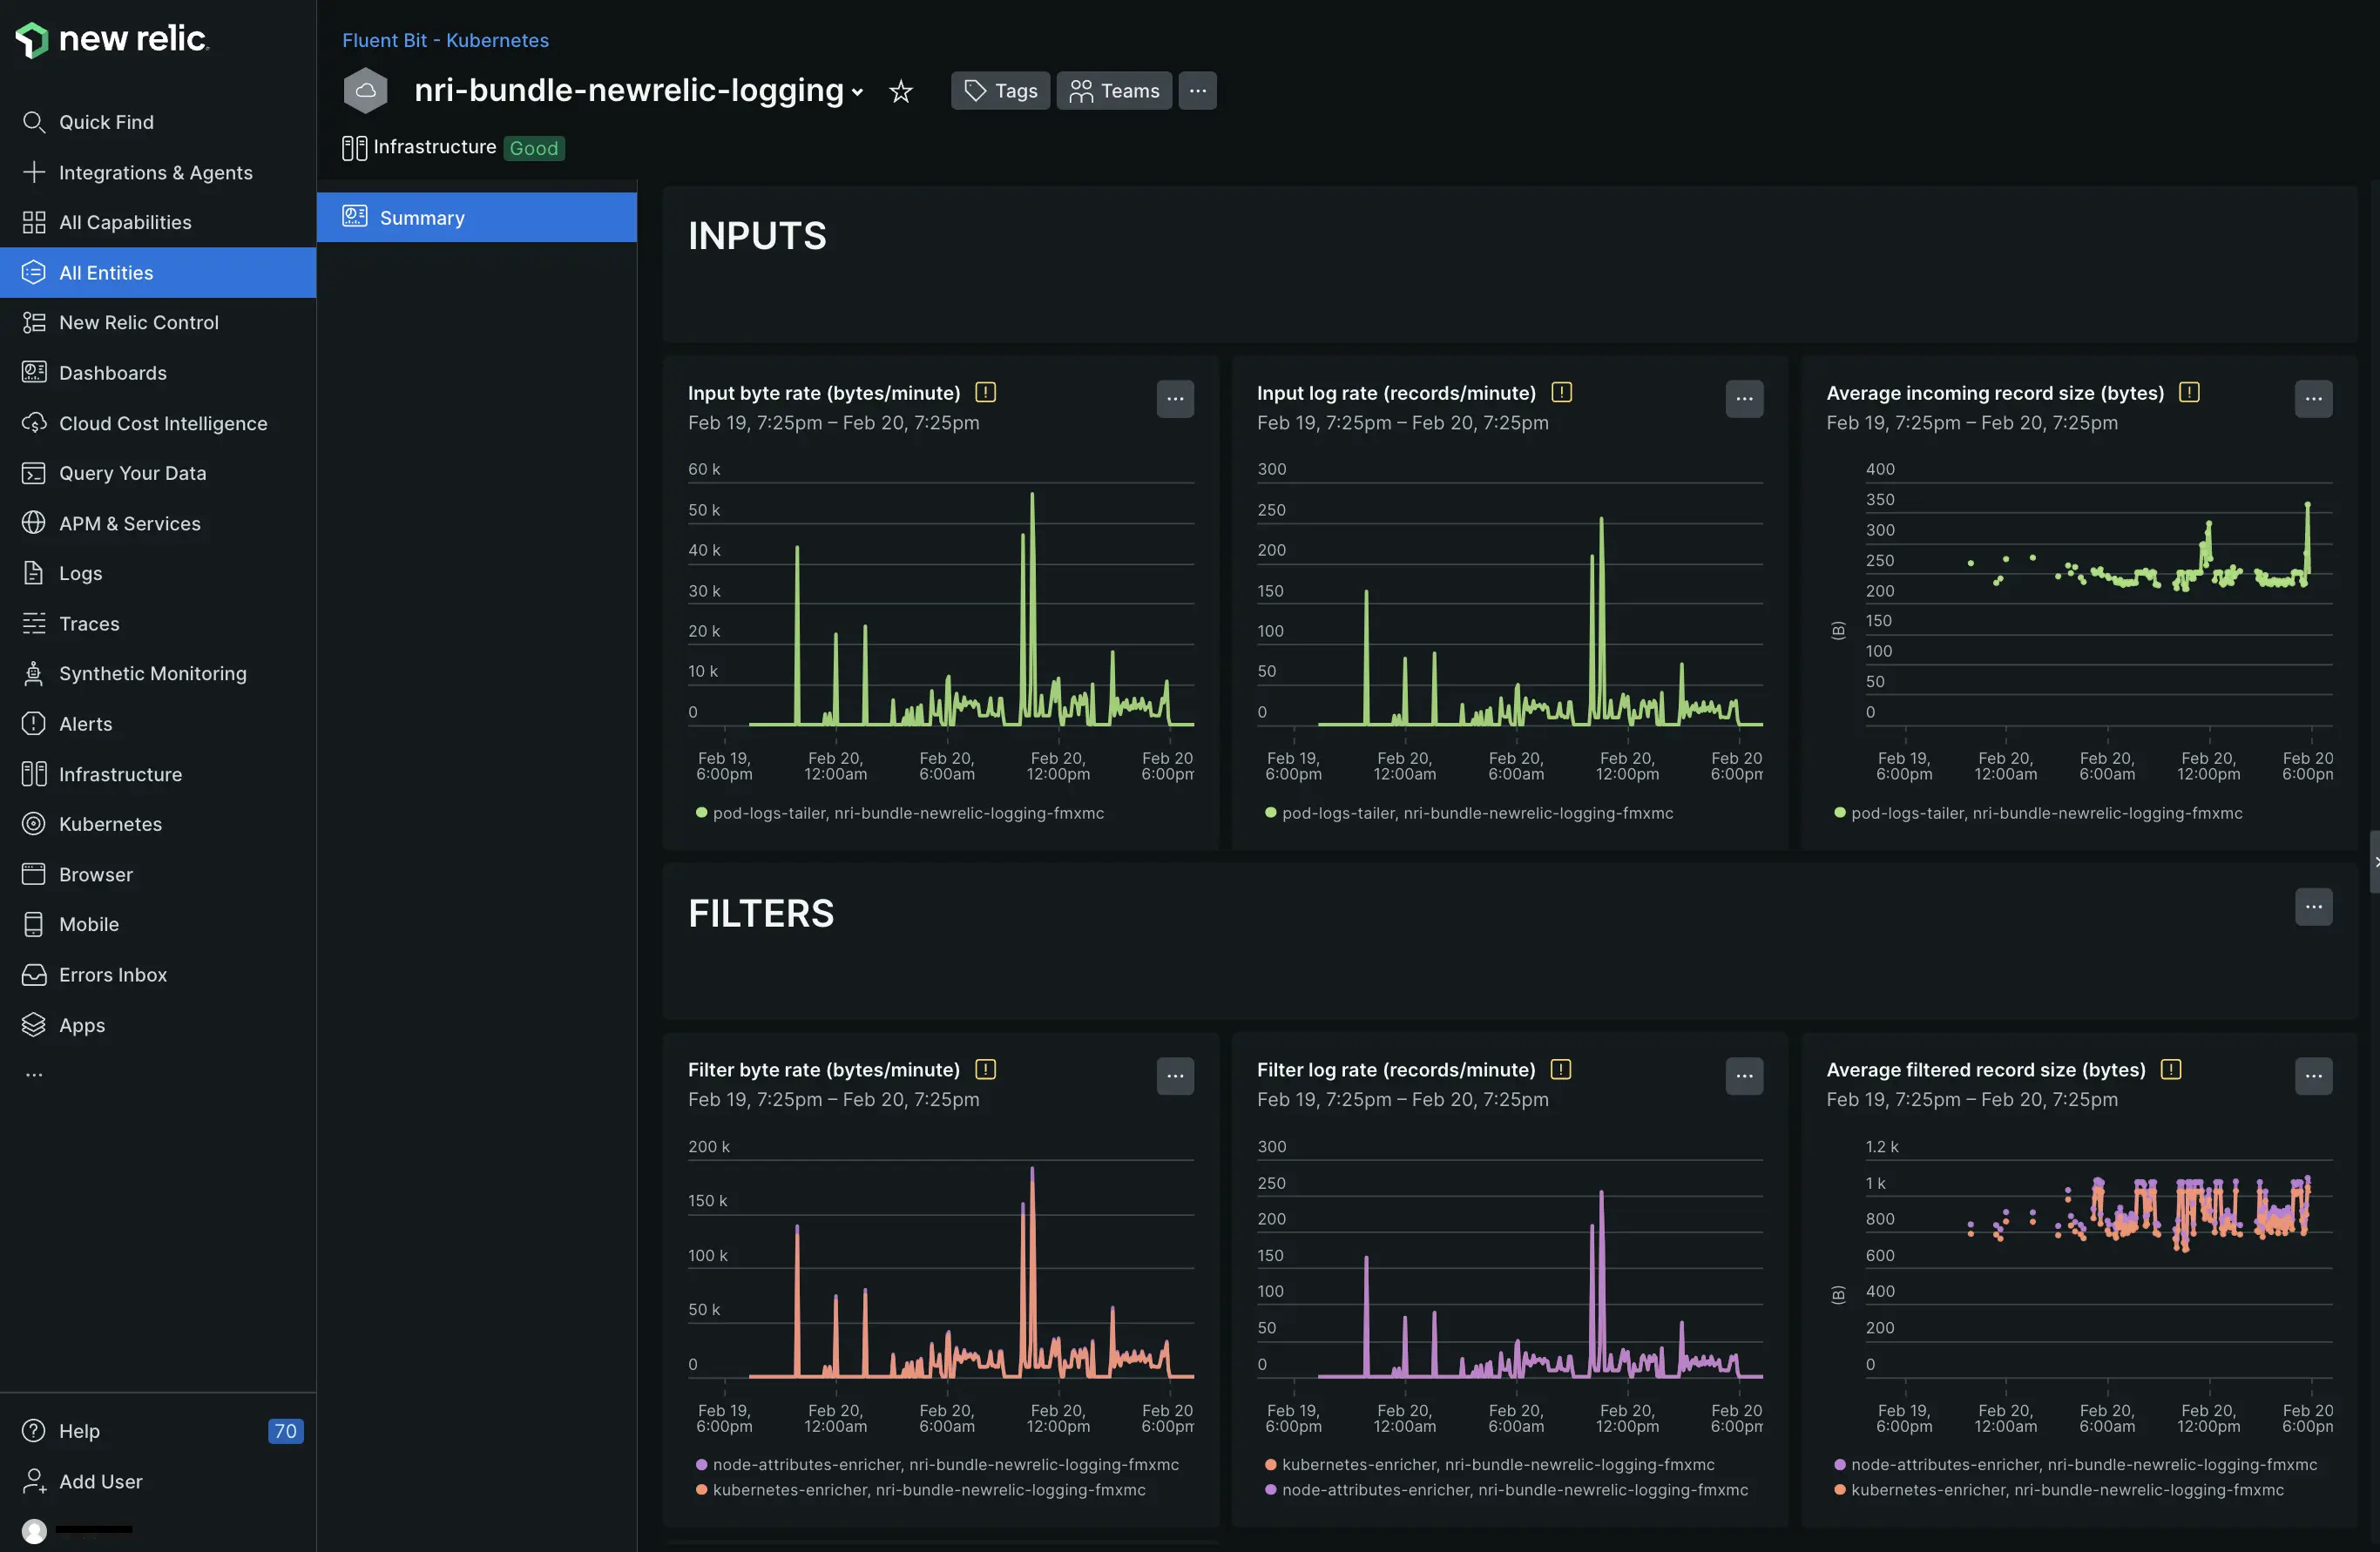 new relic
Quick Find
Integrations & Agents
All Capabilities
All Entities
New Relic Control
Dashboards
Cloud Cost Intelligence
Query Your Data
APM & Services
Logs
Traces
Synthetic Monitoring
Alerts
Infrastructure
Kubernetes
Browser
Mobile
Errors Inbox
Apps
...
Help 70
Add User
Fluent Bit - Kubernetes
nri-bundle-newrelic-logging
Tags
Teams
...
Infrastructure Good
Summary
INPUTS
Input byte rate (bytes/minute)
...
Feb 19, 7:25pm – Feb 20, 7:25pm
60 k
50 k
40 k
30 k
20 k
10 k
0
Feb 19, 6:00pm
Feb 20, 12:00am
Feb 20, 6:00am
Feb 20, 12:00pm
Feb 20 6:00pm
pod-logs-tailer, nri-bundle-newrelic-logging-fmxmc
Input log rate (records/minute)
...
Feb 19, 7:25pm – Feb 20, 7:25pm
300
250
200
150
100
50
0
Feb 19, 6:00pm
Feb 20, 12:00am
Feb 20, 6:00am
Feb 20, 12:00pm
Feb 20 6:00pm
pod-logs-tailer, nri-bundle-newrelic-logging-fmxmc
Average incoming record size (bytes)
...
Feb 19, 7:25pm – Feb 20, 7:25pm
400
350
300
250
200
150
100
50
0
(B)
Feb 19, 6:00pm
Feb 20, 12:00am
Feb 20, 6:00am
Feb 20, 12:00pm
Feb 20 6:00pm
pod-logs-tailer, nri-bundle-newrelic-logging-fmxmc
FILTERS
...
Filter byte rate (bytes/minute)
...
Feb 19, 7:25pm – Feb 20, 7:25pm
200 k
150 k
100 k
50 k
0
Feb 19, 6:00pm
Feb 20, 12:00am
Feb 20, 6:00am
Feb 20, 12:00pm
Feb 20 6:00pm
node-attributes-enricher, nri-bundle-newrelic-logging-fmxmc
kubernetes-enricher, nri-bundle-newrelic-logging-fmxmc
Filter log rate (records/minute)
...
Feb 19, 7:25pm – Feb 20, 7:25pm
300
250
200
150
100
50
0
Feb 19, 6:00pm
Feb 20, 12:00am
Feb 20, 6:00am
Feb 20, 12:00pm
Feb 20 6:00pm
kubernetes-enricher, nri-bundle-newrelic-logging-fmxmc
node-attributes-enricher, nri-bundle-newrelic-logging-fmxmc
Average filtered record size (bytes)
...
Feb 19, 7:25pm – Feb 20, 7:25pm
1.2 k
1 k
800
600
400
200
0
(B)
Feb 19, 6:00pm
Feb 20, 12:00am
Feb 20, 6:00am
Feb 20, 12:00pm
Feb 20 6:00pm
node-attributes-enricher, nri-bundle-newrelic-logging-fmxmc
kubernetes-enricher, nri-bundle-newrelic-logging-fmxmc